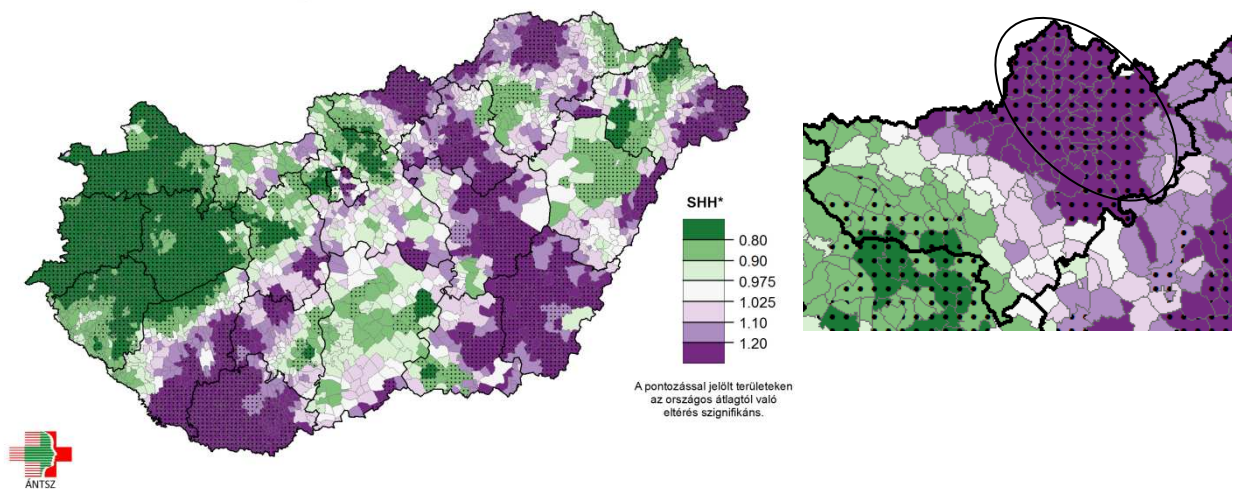 SHH*
0.80
0.90
0.975
1.025
1.10
1.20
A pontozással jelölt területeken
az országos átlagtól való
eltérés szignifikáns.
ÁNTSZ